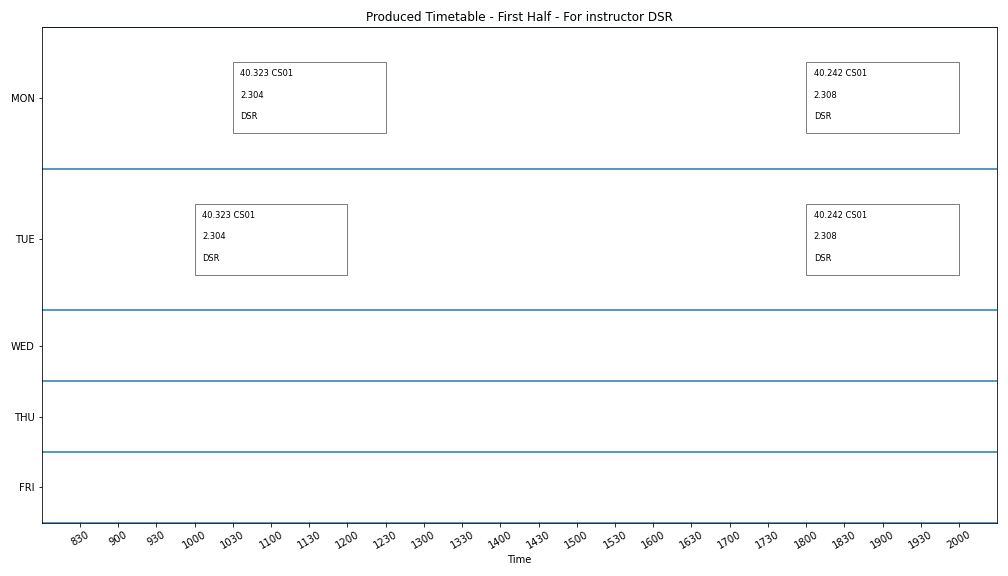 Produced Timetable - First Half - For instructor DSR
MON
40.323 CS01
2.304
DSR
40.242 CS01
2.308
DSR
TUE
40.323 CS01
2.304
DSR
40.242 CS01
2.308
DSR
WED
THU
FRI
830 900 930 1000 1030 1100 1130 1200 1230 1300 1330 1400 1430 1500 1530 1600 1630 1700 1730 1800 1830 1900 1930 2000
Time